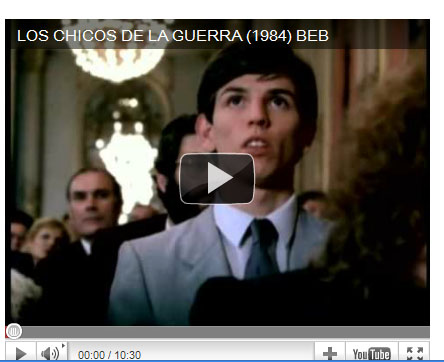 LOS CHICOS DE LA GUERRA (1984) BEB
00:00 / 10:30
YouTube